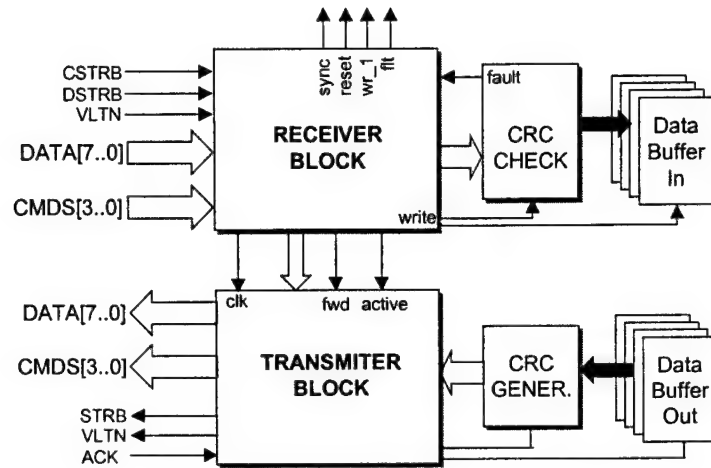 sync
reset
wr_1
flt
CSTRB
DSTRB
VLTN
DATA[7..0]
CMDS[3..0]
RECEIVER
BLOCK
write
fault
CRC
CHECK
Data
Buffer
In
clk
fwd
active
DATA[7..0]
CMDS[3..0]
STRB
VLTN
ACK
TRANSMITER
BLOCK
CRC
GENER.
Data
Buffer
Out